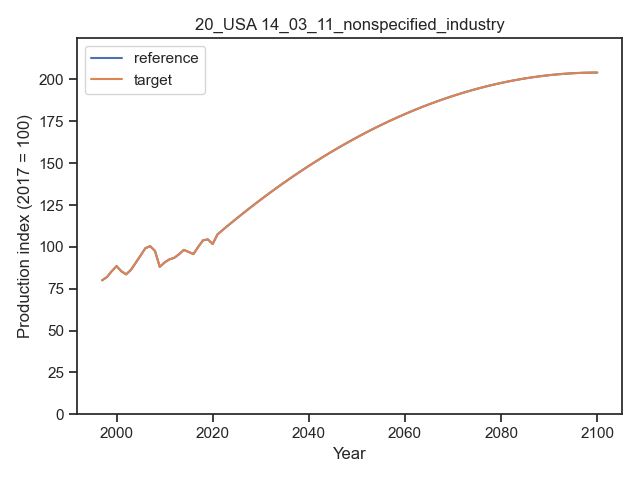 20_USA 14_03_11_nonspecified_industry
reference
target
Production index (2017 = 100)
200
175
150
125
100
75
50
25
0
2000 2020 2040 2060 2080 2100
Year